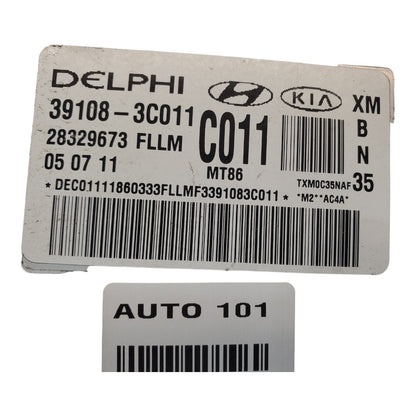 DELPHI KIA XM
39108-3C011 C011 B
28329673 FLLM N
05 07 11 MT86 TXM0C35NAF 35
*DEC01111860333FLLMF3391083C011* *M2**AC4A*
AUTO 101